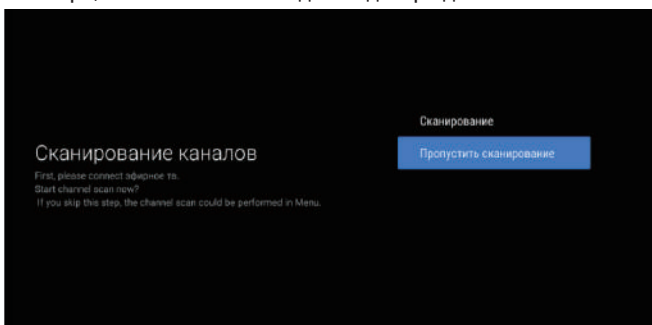 Сканирование
Сканирование каналов
Пропустить сканирование
First, please connect эфирное тв.
Start channel scan now?
If you skip this step, the channel scan could be performed in Menu.